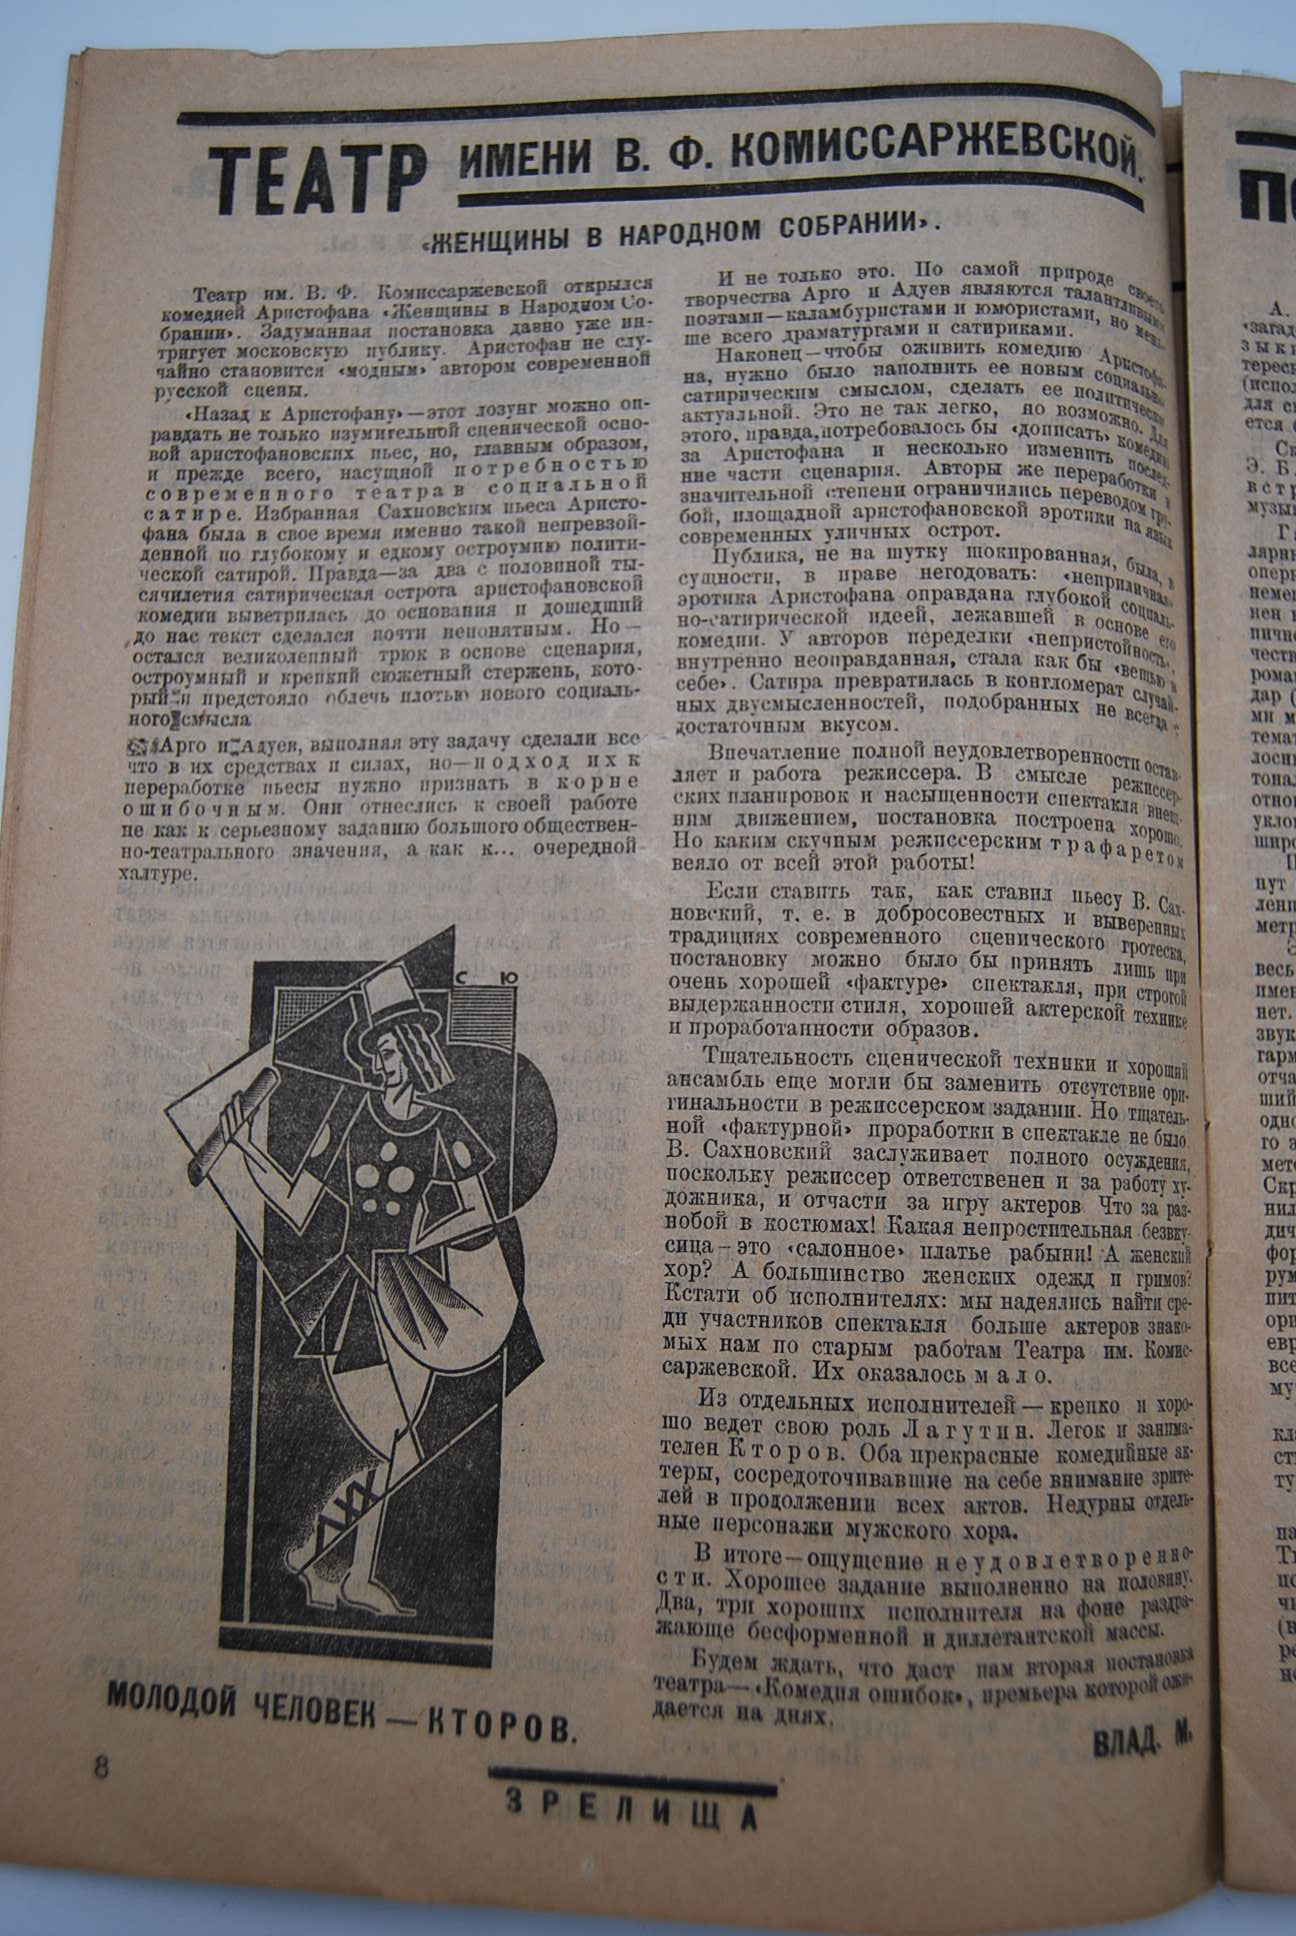 ТЕАТР ИМЕНИ В. Ф. КОМИССАРЖЕВСКОЙ.
«ЖЕНЩИНЫ В НАРОДНОМ СОБРАНИИ».
Театр им. В. Ф. Комиссаржевской открылся
комедией Аристофана «Женщины в Народном Со-
брании». Задуманная постановка давно уже ин-
тригует московскую публику. Аристофан не слу-
чайно становится «модным» автором современной
русской сцены.
«Назад к Аристофану»—этот лозунг можно оп-
равдать не только изумительной сценической осно-
вой аристофановских пьес, но, главным образом,
и прежде всего, насущной потребностью
современного театра в социальной
сатире. Избранная Сахновским пьеса Аристо-
фана была в свое время именно такой непревзой-
денной по глубокому и едкому остроумию полити-
ческой сатирой. Правда—за два с половиной ты-
сячилетия сатирическая острота аристофановской
комедии выветрилась до основания и дошедший
до нас текст сделался почти непонятным. Но—
остался великолепный трюк в основе сценария,
остроумный и крепкий сюжетный стержень, кото-
рый и предстояло облечь плотью нового социаль-
ного смысла
Арго и Адуев, выполняя эту задачу сделали все
что в их средствах и силах, но—подход их к
переработке пьесы нужно признать в корне
ошибочным. Они отнеслись к своей работе
не как к серьезному заданию большого обществен-
но-театрального значения, а как к... очередной
халтуре.
С Ю
МОЛОДОЙ ЧЕЛОВЕК — КТОРОВ.
И не только это. По самой природе своего
творчества Арго и Адуев являются талантливыми
поэтами—каламбуристами и юмористами, но мень-
ше всего драматургами и сатириками.
Наконец—чтобы оживить комедию Аристофа-
на, нужно было наполнить ее новым социально-
сатирическим смыслом, сделать ее политически
актуальной. Это не так легко, но возможно. Для
этого, правда, потребовалось бы «дописать» комедию
за Аристофана и несколько изменить послед-
ние части сценария. Авторы же переработки в
значительной степени ограничились переводом гру-
бой, площадной аристофановской эротики на язык
современных уличных острот.
Публика, не на шутку шокированная, была, в
сущности, в праве негодовать: «неприличная»
эротика Аристофана оправдана глубокой социаль-
но-сатирической идеей, лежавшей в основе его
комедии. У авторов переделки «непристойность»,
внутренно неоправданная, стала как бы «вещью в
себе». Сатира превратилась в конгломерат случай-
ных двусмысленностей, подобранных не всегда с
достаточным вкусом.
Впечатление полной неудовлетворенности остав-
ляет и работа режиссера. В смысле режиссер-
ских планировок и насыщенности спектакля внеш-
ним движением, постановка построена хорошо.
Но каким скучным режиссерским трафаретом
веяло от всей этой работы!
Если ставить так, как ставил пьесу В. Сах-
новский, т. е. в добросовестных и выверенных
традициях современного сценического гротеска,
постановку можно было бы принять лишь при
очень хорошей «фактуре» спектакля, при строгой
выдержанности стиля, хорошей актерской технике
и проработанности образов.
Тщательность сценической техники и хороший
ансамбль еще могли бы заменить отсутствие ори-
гинальности в режиссерском задании. Но тщатель-
ной «фактурной» проработки в спектакле не было.
В. Сахновский заслуживает полного осуждения,
поскольку режиссер ответственен и за работу ху-
дожника, и отчасти за игру актеров Что за раз-
нобой в костюмах! Какая непростительная безвку-
сица—это «салонное» платье рабыни! А женский
хор? А большинство женских одежд и гримов?
Кстати об исполнителях: мы надеялись найти сре-
ди участников спектакля больше актеров знако-
мых нам по старым работам Театра им. Комис-
саржевской. Их оказалось мало.
Из отдельных исполнителей—крепко и хоро-
шо ведет свою роль Лагутин. Легок и занима-
телен Кторов. Оба прекрасные комедийные ак-
теры, сосредоточивавшие на себе внимание зрите-
лей в продолжении всех актов. Недурны отдель-
ные персонажи мужского хора.
В итоге—ощущение неудовлетворенно-
сти. Хорошее задание выполненно на половину.
Два, три хороших исполнителя на фоне раздра-
жающе бесформенной и диллетантской массы.
Будем ждать, что даст нам вторая постановка
театра—«Комедия ошибок», премьера которой ожи-
дается на днях.
ВЛАД. М.
8
ЗРЕЛИЩА